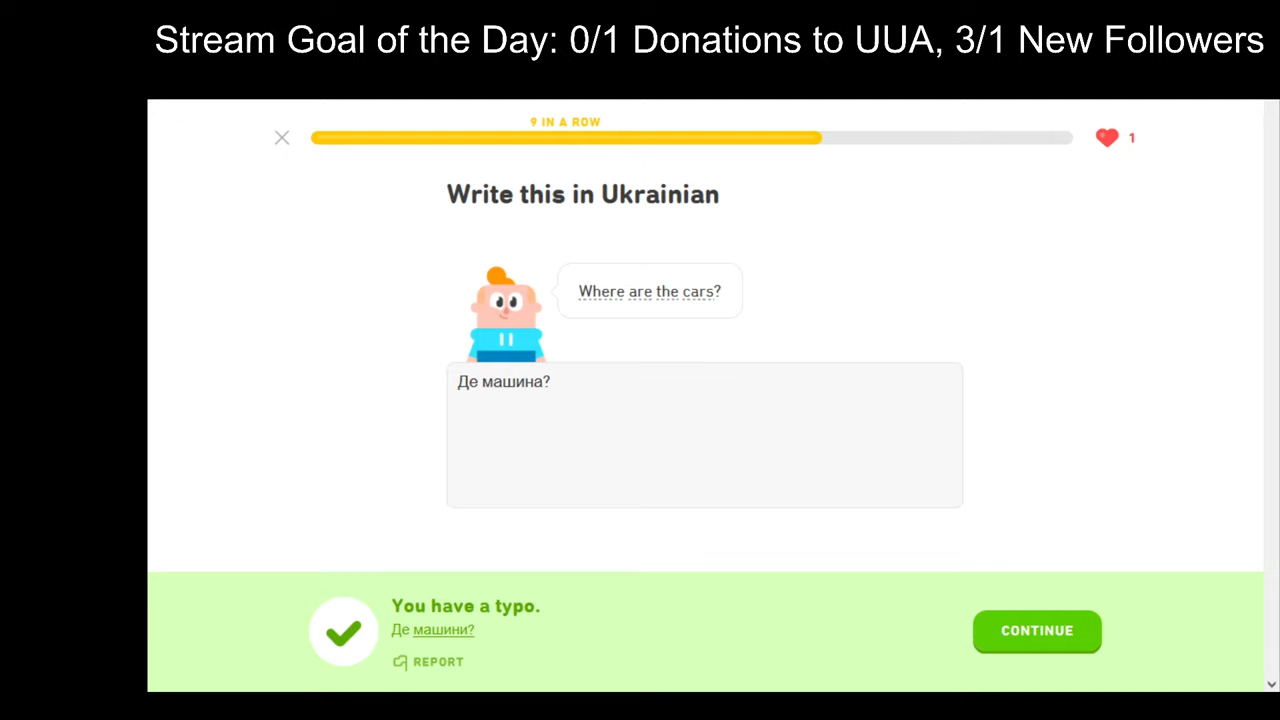 Stream Goal of the Day: 0/1 Donations to UUA, 3/1 New Followers
9 IN A ROW
1
Write this in Ukrainian
Where are the cars?
Де машина?
You have a typo.
Де машини?
REPORT
CONTINUE